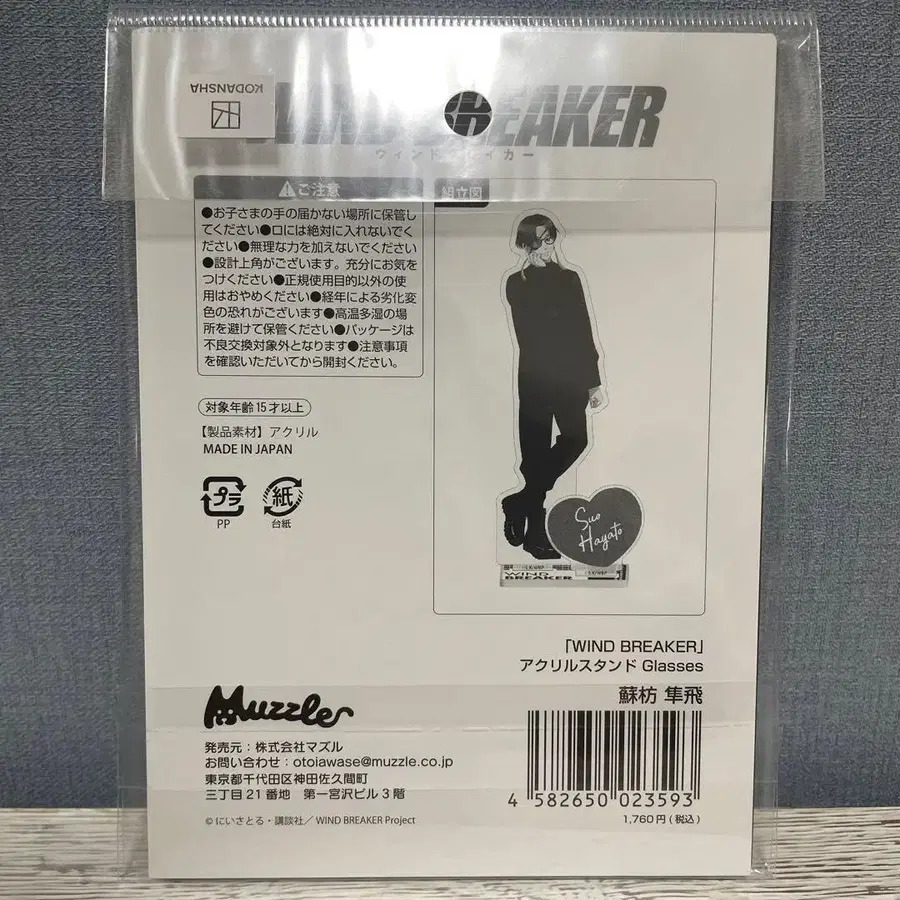 KODANSHA
WIND BREAKER
ウィンドブレイカー
ご注意
●お子さまの手の届かない場所に保管し
てください●口には絶対に入れないでく
ださい●無理な力を加えないでください
●設計上角がございます。充分にお気を
つけください●正規使用目的以外の使
用はおやめください●経年による劣化変
色の恐れがございます●高温多湿の場
所を避けて保管ください●パッケージは
不良交換対象外となります●注意事項
を確認いただいてから開封ください。
対象年齢15才以上
【製品素材】アクリル
MADE IN JAPAN
プラ
PP
紙
台紙
組立図
Suo
Hayato
WIND
BREAKER
「WIND BREAKER」
アクリルスタンド Glasses
蘇枋 隼飛
Muzzle
発売元：株式会社マズル
お問い合わせ：otoiawase@muzzle.co.jp
東京都千代田区神田佐久間町
三丁目21番地 第一宮沢ビル3階
©にいさとる・講談社／WIND BREAKER Project
4 582650 023593
1,760円(税込)